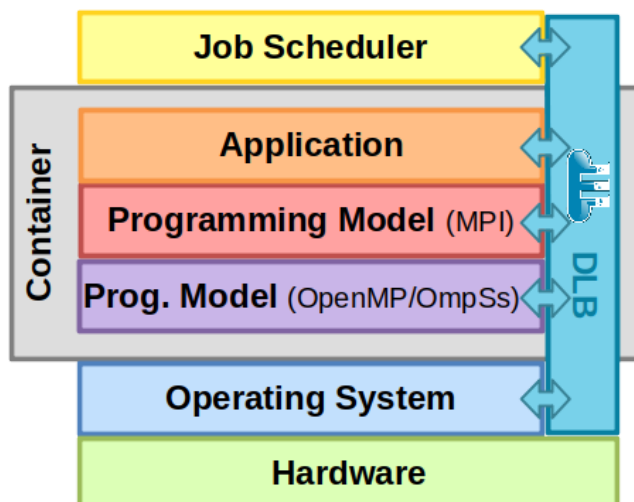 Job Scheduler
Container
Application
Programming Model (MPI)
Prog. Model (OpenMP/OmpSs)
DLB
Operating System
Hardware